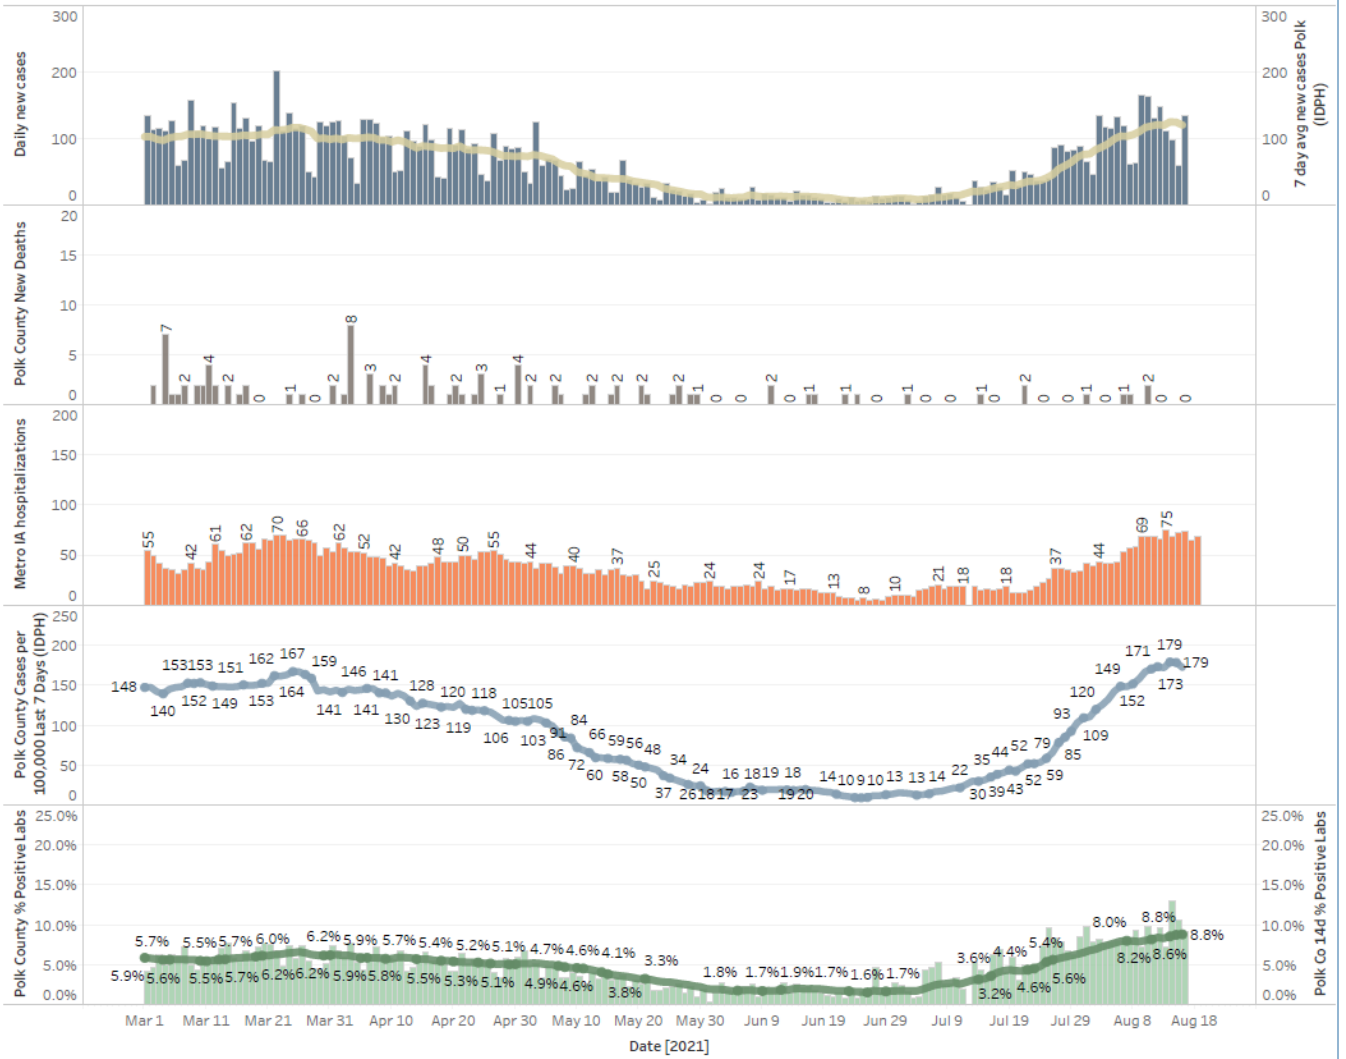 Daily new cases
300
200
100
0
300
200
100
0
7 day avg new cases Polk
(IDPH)
Polk County New Deaths
20
15
10
5
0
7 2 4 2 0 1 0 2 8 3 2 4 2 3 1 4 2 2 2 2 2 2 1 0 0 2 0 1 1 0 1 0 0 1 2 0 0 1 0 1 2 0
Metro IA hospitalizations
200
150
100
50
0
55 42 61 62 70 66 62 52 42 48 50 55 44 40 37 25 24 24 17 13 8 10 21 18 18 37 44 69 75
Polk County Cases per
100,000 Last 7 Days (IDPH)
250
200
150
100
50
0
148 153 153 151 162 167 159 146 141 128 120 118 105 105 91 84 66 59 56 48 34 24 16 18 19 18 14 10 9 10 13 13 14 22 35 44 52 79 93 120 149 171 179 179
140 152 149 153 164 141 141 130 123 119 106 103 86 72 60 58 50 37 26 18 17 23 19 20 30 39 43 52 59 85 109 152 173
Polk County % Positive Labs
25.0%
20.0%
15.0%
10.0%
5.0%
0.0%
5.7% 5.5% 5.7% 6.0% 6.2% 5.9% 5.7% 5.4% 5.2% 5.1% 4.7% 4.6% 4.1% 3.3% 1.8% 1.7% 1.9% 1.7% 1.6% 1.7% 3.6% 4.4% 5.4% 8.0% 8.8% 8.8%
5.9% 5.6% 5.5% 5.7% 6.2% 6.2% 5.9% 5.8% 5.5% 5.3% 5.1% 4.9% 4.6% 3.8% 3.2% 4.6% 5.6% 8.2% 8.6%
25.0%
20.0%
15.0%
10.0%
5.0%
0.0%
Polk Co 14d % Positive Labs
Mar 1 Mar 11 Mar 21 Mar 31 Apr 10 Apr 20 Apr 30 May 10 May 20 May 30 Jun 9 Jun 19 Jun 29 Jul 9 Jul 19 Jul 29 Aug 8 Aug 18
Date [2021]